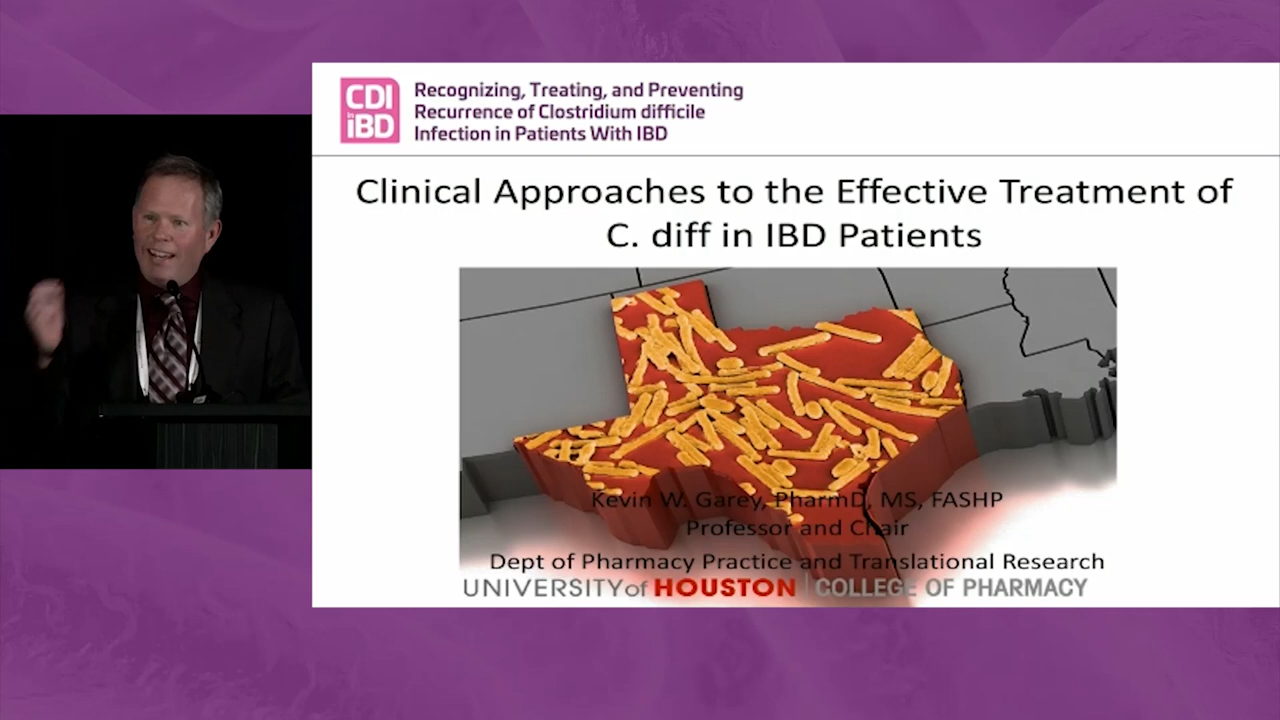 CDI
in
IBD
Recognizing, Treating, and Preventing
Recurrence of Clostridium difficile
Infection in Patients With IBD
Clinical Approaches to the Effective Treatment of
C. diff in IBD Patients
Kevin W. Garey, PharmD, MS, FASHP
Professor and Chair
Dept of Pharmacy Practice and Translational Research
UNIVERSITY of HOUSTON | COLLEGE OF PHARMACY